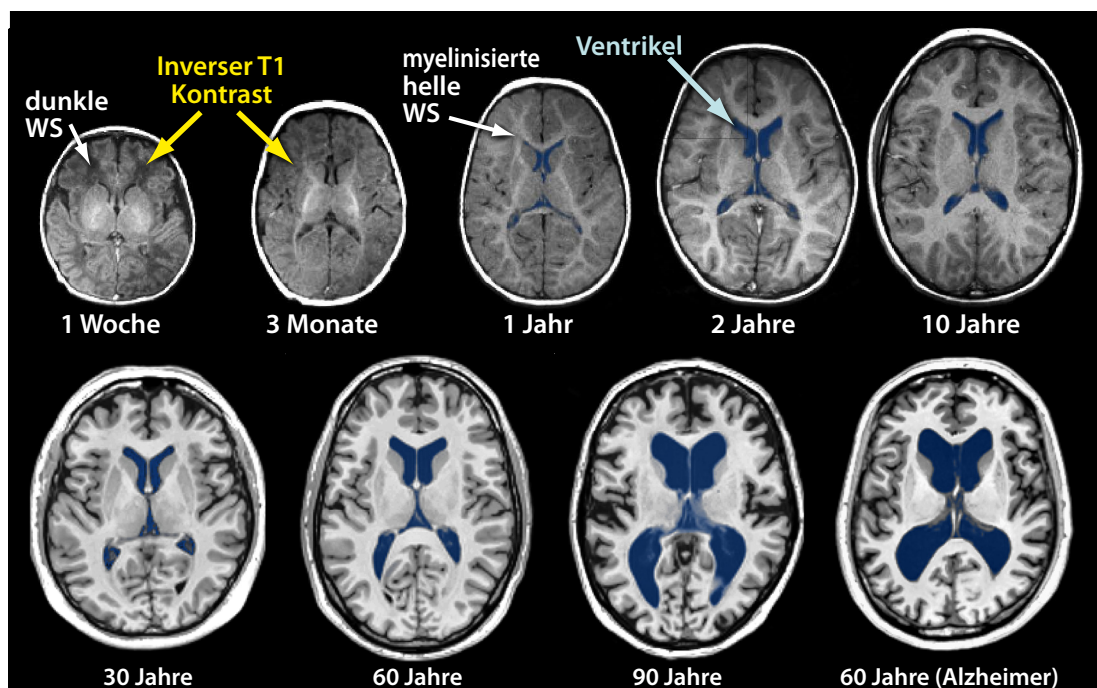 dunkle
WS
Inverser T1
Kontrast
myelinisierte
helle
WS
Ventrikel
1 Woche
3 Monate
1 Jahr
2 Jahre
10 Jahre
30 Jahre
60 Jahre
90 Jahre
60 Jahre (Alzheimer)